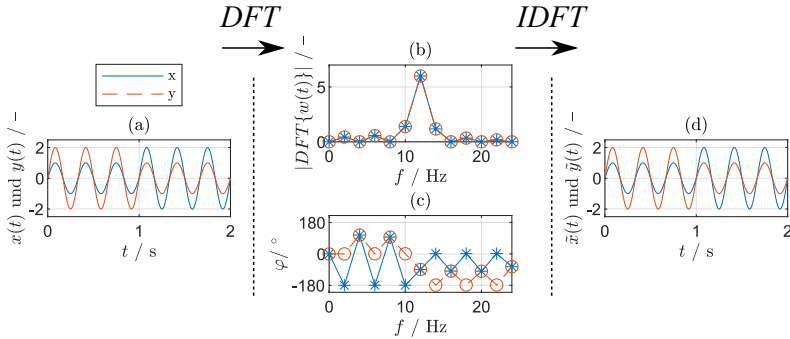 DFT
IDFT
x
y
(a)
x(t) und y(t) / −
2
0
-2
0
1
2
t / s
(b)
|DFT{w(t)}| / −
5
0
0
10
20
f / Hz
(c)
φ/ °
180
0
-180
0
10
20
f / Hz
(d)
x̃(t) und ỹ(t) / −
2
0
-2
0
1
2
t / s